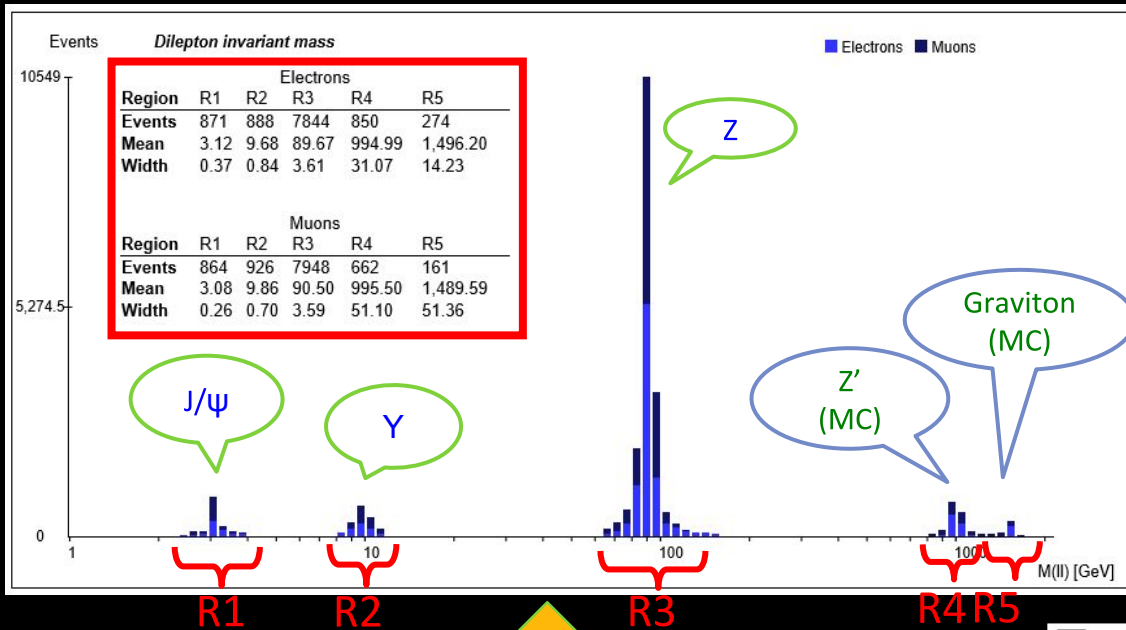 Events Dilepton invariant mass
Electrons Muons
10549
Electrons
Region R1 R2 R3 R4 R5
Events 871 888 7844 850 274
Mean 3.12 9.68 89.67 994.99 1,496.20
Width 0.37 0.84 3.61 31.07 14.23
Muons
Region R1 R2 R3 R4 R5
Events 864 926 7948 662 161
Mean 3.08 9.86 90.50 995.50 1,489.59
Width 0.26 0.70 3.59 51.10 51.36
Z
5,274.5
Graviton
(MC)
Z’
(MC)
J/ψ
Υ
0
1 10 100 1000
M(ll) [GeV]
R1 R2 R3 R4 R5